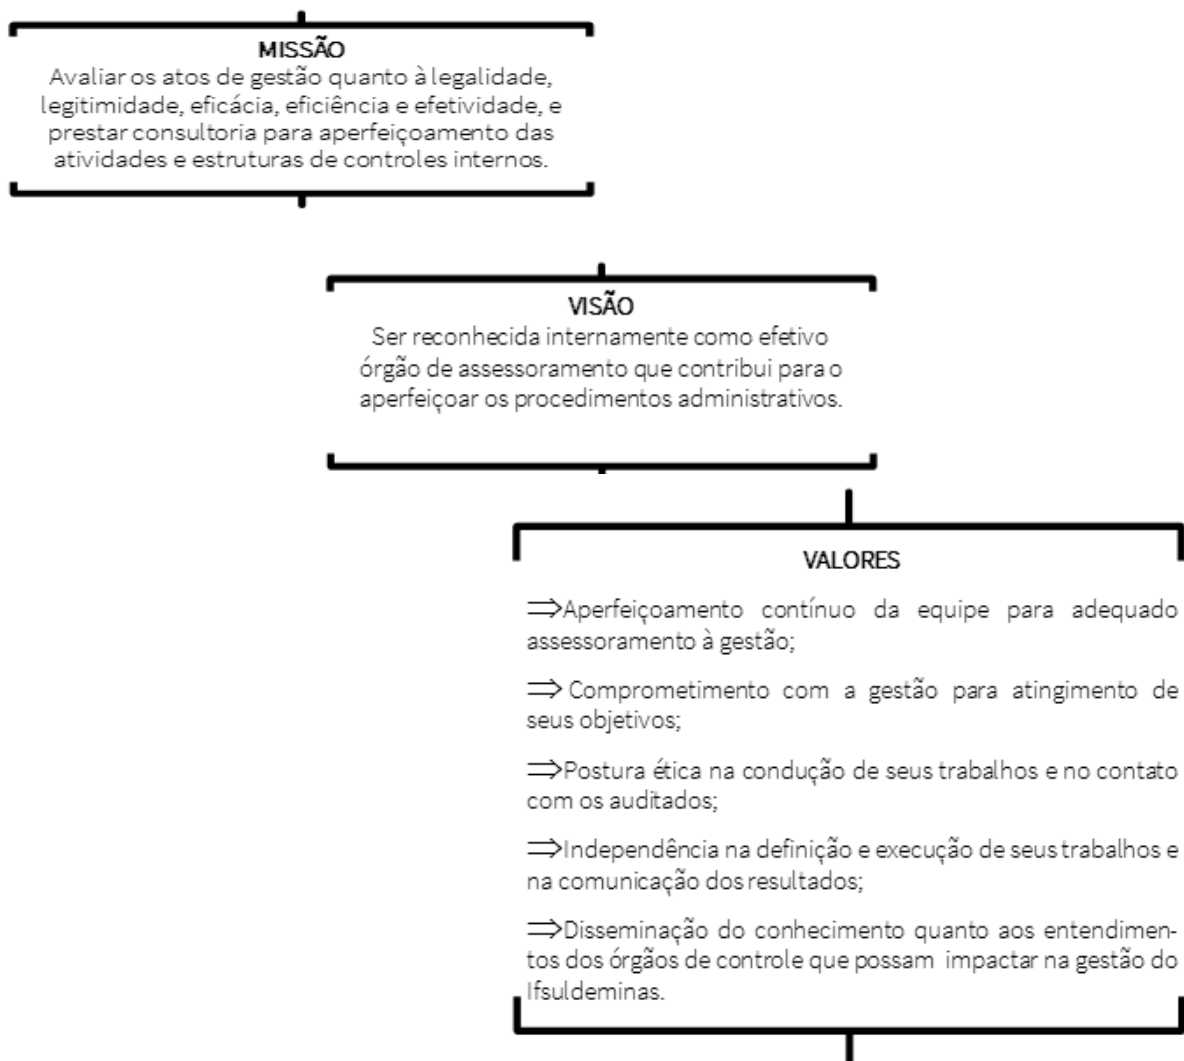 MISSÃO
Avaliar os atos de gestão quanto à legalidade,
legitimidade, eficácia, eficiência e efetividade, e
prestar consultoria para aperfeiçoamento das
atividades e estruturas de controles internos.
VISÃO
Ser reconhecida internamente como efetivo
órgão de assessoramento que contribui para o
aperfeiçoar os procedimentos administrativos.
VALORES
⇒Aperfeiçoamento contínuo da equipe para adequado
assessoramento à gestão;
⇒ Comprometimento com a gestão para atingimento de
seus objetivos;
⇒Postura ética na condução de seus trabalhos e no contato
com os auditados;
⇒Independência na definição e execução de seus trabalhos e
na comunicação dos resultados;
⇒Disseminação do conhecimento quanto aos entendimen-
tos dos órgãos de controle que possam impactar na gestão do
Ifsuldeminas.